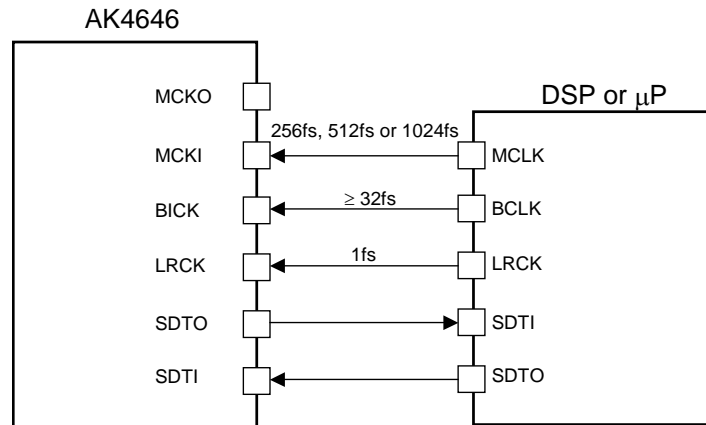 AK4646
DSP or μP
MCKO
256fs, 512fs or 1024fs
MCKI
MCLK
≥ 32fs
BICK
BCLK
1fs
LRCK
LRCK
SDTO
SDTI
SDTI
SDTO